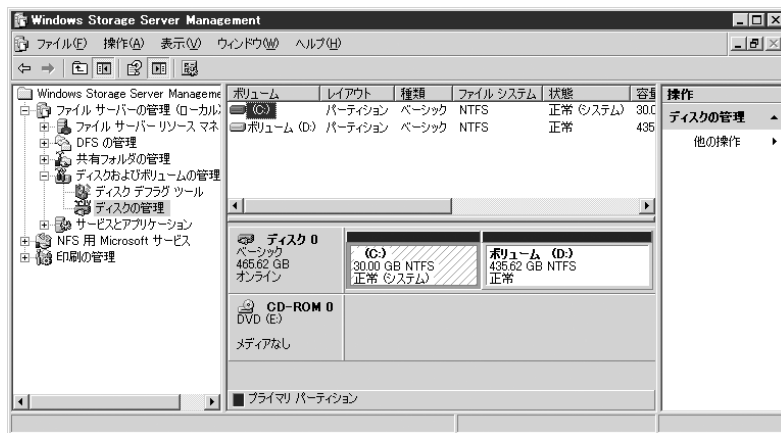 Windows Storage Server Management
ファイル(F) 操作(A) 表示(V) ウィンドウ(W) ヘルプ(H)
Windows Storage Server Manageme
ファイル サーバーの管理 (ローカル)
ファイル サーバー リソース マネ
DFS の管理
共有フォルダの管理
ディスクおよびボリュームの管理
ディスク デフラグ ツール
ディスクの管理
サービスとアプリケーション
NFS 用 Microsoft サービス
印刷の管理
ボリューム レイアウト 種類 ファイル システム 状態 容量
(C:) パーティション ベーシック NTFS 正常 (システム) 30.0
ボリューム (D:) パーティション ベーシック NTFS 正常 435
ディスク 0
ベーシック
465.62 GB
オンライン
(C:)
30.00 GB NTFS
正常 (システム)
ボリューム (D:)
435.62 GB NTFS
正常
CD-ROM 0
DVD (E:)
メディアなし
プライマリ パーティション
操作
ディスクの管理
他の操作